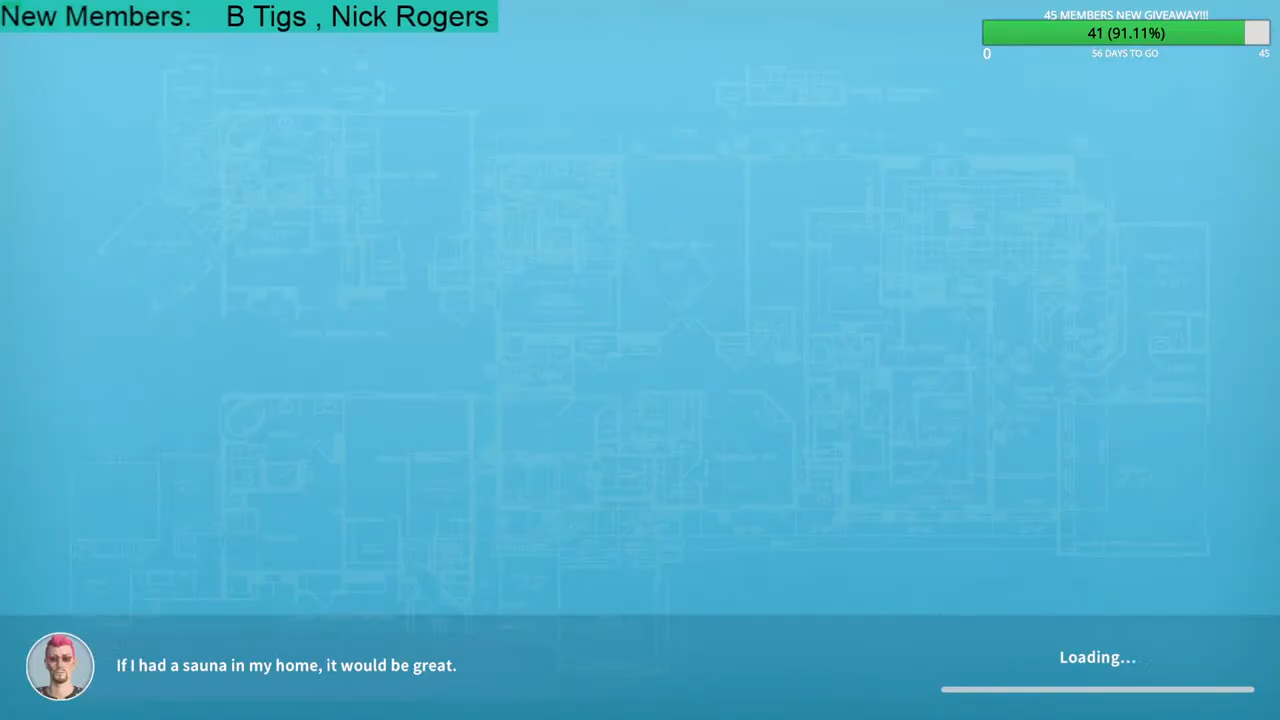 New Members: B Tigs , Nick Rogers
45 MEMBERS NEW GIVEAWAY!!!
41 (91.11%)
0 56 DAYS TO GO 45
If I had a sauna in my home, it would be great.
Loading...